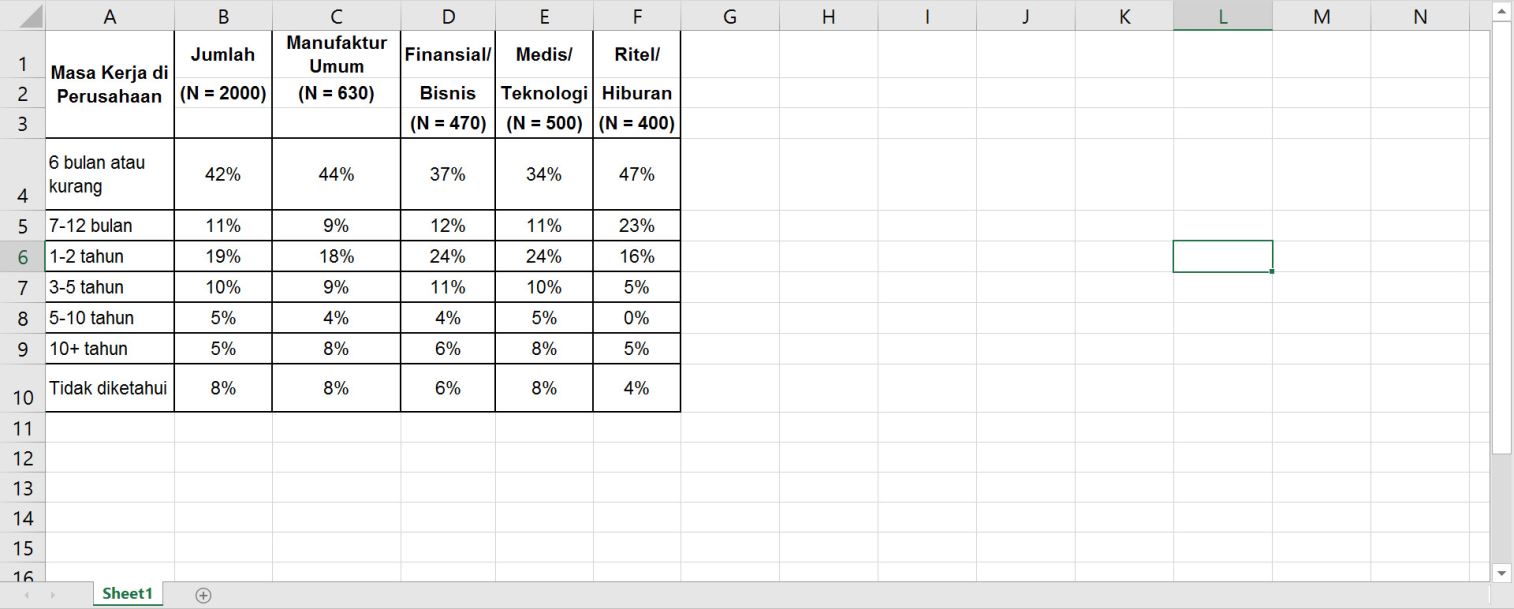 A B C D E F G H I J K L M N
1 Masa Kerja di Perusahaan Jumlah Manufaktur Umum Finansial/ Medis/ Ritel/
2 (N = 2000) (N = 630) Bisnis Teknologi Hiburan
3 (N = 470) (N = 500) (N = 400)
4 6 bulan atau kurang 42% 44% 37% 34% 47%
5 7-12 bulan 11% 9% 12% 11% 23%
6 1-2 tahun 19% 18% 24% 24% 16%
7 3-5 tahun 10% 9% 11% 10% 5%
8 5-10 tahun 5% 4% 4% 5% 0%
9 10+ tahun 5% 8% 6% 8% 5%
10 Tidak diketahui 8% 8% 6% 8% 4%
11
12
13
14
15
16
Sheet1